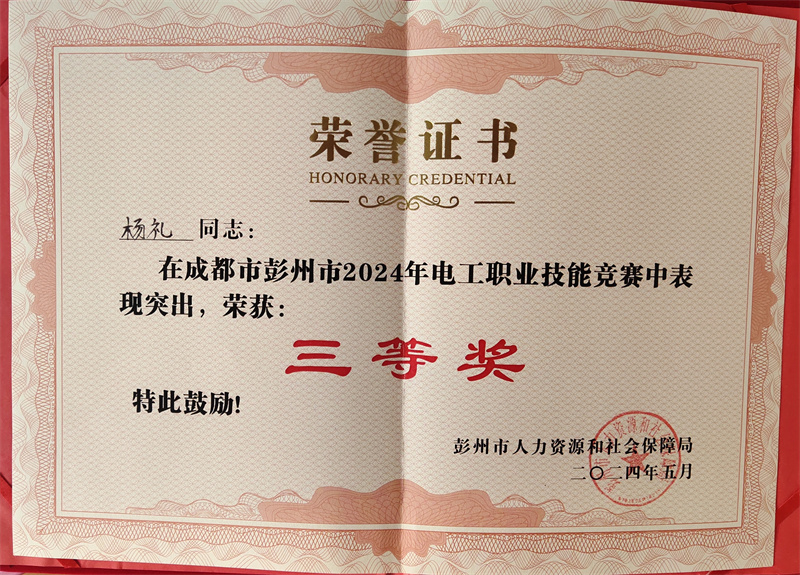 荣誉证书
HONORARY CREDENTIAL
杨礼 同志：
在成都市彭州市2024年电工职业技能竞赛中表
现突出，荣获：
三等奖
特此鼓励！
彭州市人力资源和社会保障局
二〇二四年五月